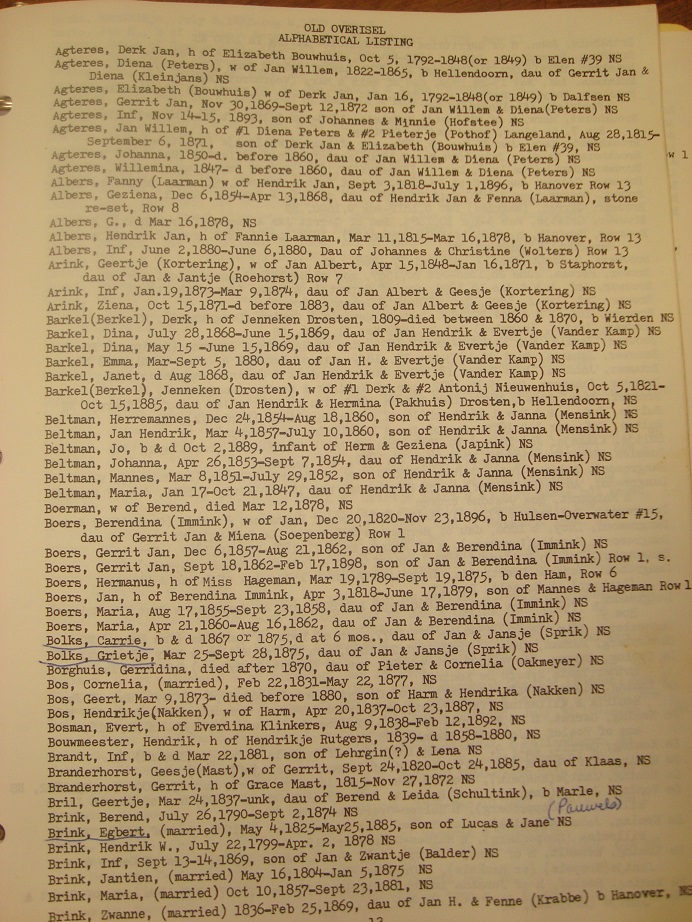 OLD OVERISEL
ALPHABETICAL LISTING
Agteres, Derk Jan, h of Elizabeth Bouwhuis, Oct 5, 1792-1848(or 1849) b Elen #39 NS
Agteres, Diena (Peters), w of Jan Willem, 1822-1865, b Hellendoorn, dau of Gerrit Jan &
Diena (Kleinjans) NS
Agteres, Elizabeth (Bouwhuis) w of Derk Jan, Jan 16, 1792-1848(or 1849) b Dalfsen NS
Agteres, Gerrit Jan, Nov 30,1869-Sept 12,1872 son of Jan Willem & Diena(Peters) NS
Agteres, Inf, Nov 14-15, 1893, son of Johannes & Minnie (Hofstee) NS
Agteres, Jan Willem, h of #1 Diena Peters & #2 Pieterje (Pothof) Langeland, Aug 28,1815-
September 6, 1871, son of Derk Jan & Elizabeth (Bouwhuis) b Elen #39, NS
Agteres, Johanna, 1850-d. before 1860, dau of Jan Willem & Diena (Peters) NS
Agteres, Willemina, 1847- d before 1860, dau of Jan Willem & Diena (Peters) NS
Albers, Fanny (Laarman) w of Hendrik Jan, Sept 3,1818-July 1,1896, b Hanover Row 13
Albers, Geziena, Dec 6,1854-Apr 13,1868, dau of Hendrik Jan & Fenna (Laarman), stone
re-set, Row 8
Albers, G., d Mar 16,1878, NS
Albers, Hendrik Jan, h of Fannie Laarman, Mar 11,1815-Mar 16,1878, b Hanover, Row 13
Albers, Inf, June 2,1880-June 6,1880, Dau of Johannes & Christine (Wolters) Row 13
Arink, Geertje (Kortering), w of Jan Albert, Apr 15,1848-Jan 16.1871, b Staphorst,
dau of Jan & Jantje (Roehorst) Row 7
Arink, Inf, Jan.19,1873-Mar 9,1874, dau of Jan Albert & Geesje (Kortering) NS
Arink, Ziena, Oct 15,1871-d before 1883, dau of Jan Albert & Geesje (Kortering) NS
Barkel(Berkel), Derk, h of Jenneken Drosten, 1809-died between 1860 & 1870, b Wierden NS
Barkel, Dina, July 28,1868-June 15,1869, dau of Jan Hendrik & Evertje (Vander Kamp) NS
Barkel, Dina, May 15 -June 15,1869, dau of Jan Hendrik & Evertje (Vander Kamp) NS
Barkel, Emma, Mar-Sept 5, 1880, dau of Jan H. & Evertje (Vander Kamp) NS
Barkel, Janet, d Aug 1868, dau of Jan Hendrik & Evertje (Vander Kamp) NS
Barkel(Berkel), Jenneken (Drosten), w of #1 Derk & #2 Antonij Nieuwenhuis, Oct 5,1821-
Oct 15,1885, dau of Jan Hendrik & Hermina (Pakhuis) Drosten,b Hellendoorn, NS
Beltman, Herremannes, Dec 24,1854-Aug 18,1860, son of Hendrik & Janna (Mensink) NS
Beltman, Jan Hendrik, Mar 4,1857-July 10,1860, son of Hendrik & Janna (Mensink) NS
Beltman, Jo, b & d Oct 2,1889, infant of Herm & Geziena (Japink) NS
Beltman, Johanna, Apr 26,1853-Sept 7,1854, dau of Hendrik & Janna (Mensink) NS
Beltman, Mannes, Mar 8,1851-July 29,1852, son of Hendrik & Janna (Mensink) NS
Beltman, Maria, Jan 17-Oct 21,1847, dau of Hendrik & Janna (Mensink) NS
Boerman, w of Berend, died Mar 12,1878, NS
Boers, Berendina (Immink), w of Jan, Dec 20,1820-Nov 23,1896, b Hulsen-Overwater #15,
dau of Gerrit Jan & Miena (Soepenberg) Row 1
Boers, Gerrit Jan, Dec 6,1857-Aug 21,1862, son of Jan & Berendina (Immink) NS
Boers, Gerrit Jan, Sept 18,1862-Feb 17,1898, son of Jan & Berendina (Immink) Row 1, s.
Boers, Hermanus, h of Miss Hageman, Mar 19,1789-Sept 19,1875, b den Ham, Row 6
Boers, Jan, h of Berendina Immink, Apr 3,1818-June 17,1879, son of Mannes & Hageman Row 1
Boers, Maria, Aug 17,1855-Sept 23,1858, dau of Jan & Berendina (Immink) NS
Boers, Maria, Apr 21,1860-Aug 16,1862, dau of Jan & Berendina (Immink) NS
Bolks, Carrie, b & d 1867 or 1875,d at 6 mos., dau of Jan & Jansje (Sprik) NS
Bolks, Grietje, Mar 25-Sept 28,1875, dau of Jan & Jansje (Sprik) NS
Borghuis, Gerridina, died after 1870, dau of Pieter & Cornelia (Oakmeyer) NS
Bos, Cornelia, (married), Feb 22,1831-May 22,1877, NS
Bos, Geert, Mar 9,1873- died before 1880, son of Harm & Hendrika (Nakken) NS
Bos, Hendrikje(Nakken), w of Harm, Apr 20,1837-Oct 23,1887, NS
Bosman, Evert, h of Everdina Klinkers, Aug 9,1838-Feb 12,1892, NS
Bouwmeester, Hendrik, h of Hendrikje Rutgers, 1839- d 1858-1880, NS
Brandt, Inf, b & d Mar 22,1881, son of Lehrgin(?) & Lena NS
Branderhorst, Geesje(Mast),w of Gerrit, Sept 24,1820-Oct 24,1885, dau of Klaas, NS
Branderhorst, Gerrit, h of Grace Mast, 1815-Nov 27,1872 NS
Bril, Geertje, Mar 24,1837-unk, dau of Berend & Leida (Schultink), b Marle, NS
Brink, Berend, July 26,1790-Sept 2,1874 NS
(Pauwels)
Brink, Egbert, (married), May 4,1825-May25,1885, son of Lucas & Jane NS
Brink, Hendrik W., July 22,1799-Apr. 2, 1878 NS
Brink, Inf, Sept 13-14,1869, son of Jan & Zwantje (Balder) NS
Brink, Jantien, (married) May 16,1804-Jan 5,1875 NS
Brink, Maria, (married) Oct 10,1857-Sept 23,1881, NS
Brink, Zwanne, (married) 1836-Feb 25,1869, dau of Jan H. & Fenne (Krabbe) b Hanover, NS
w 1